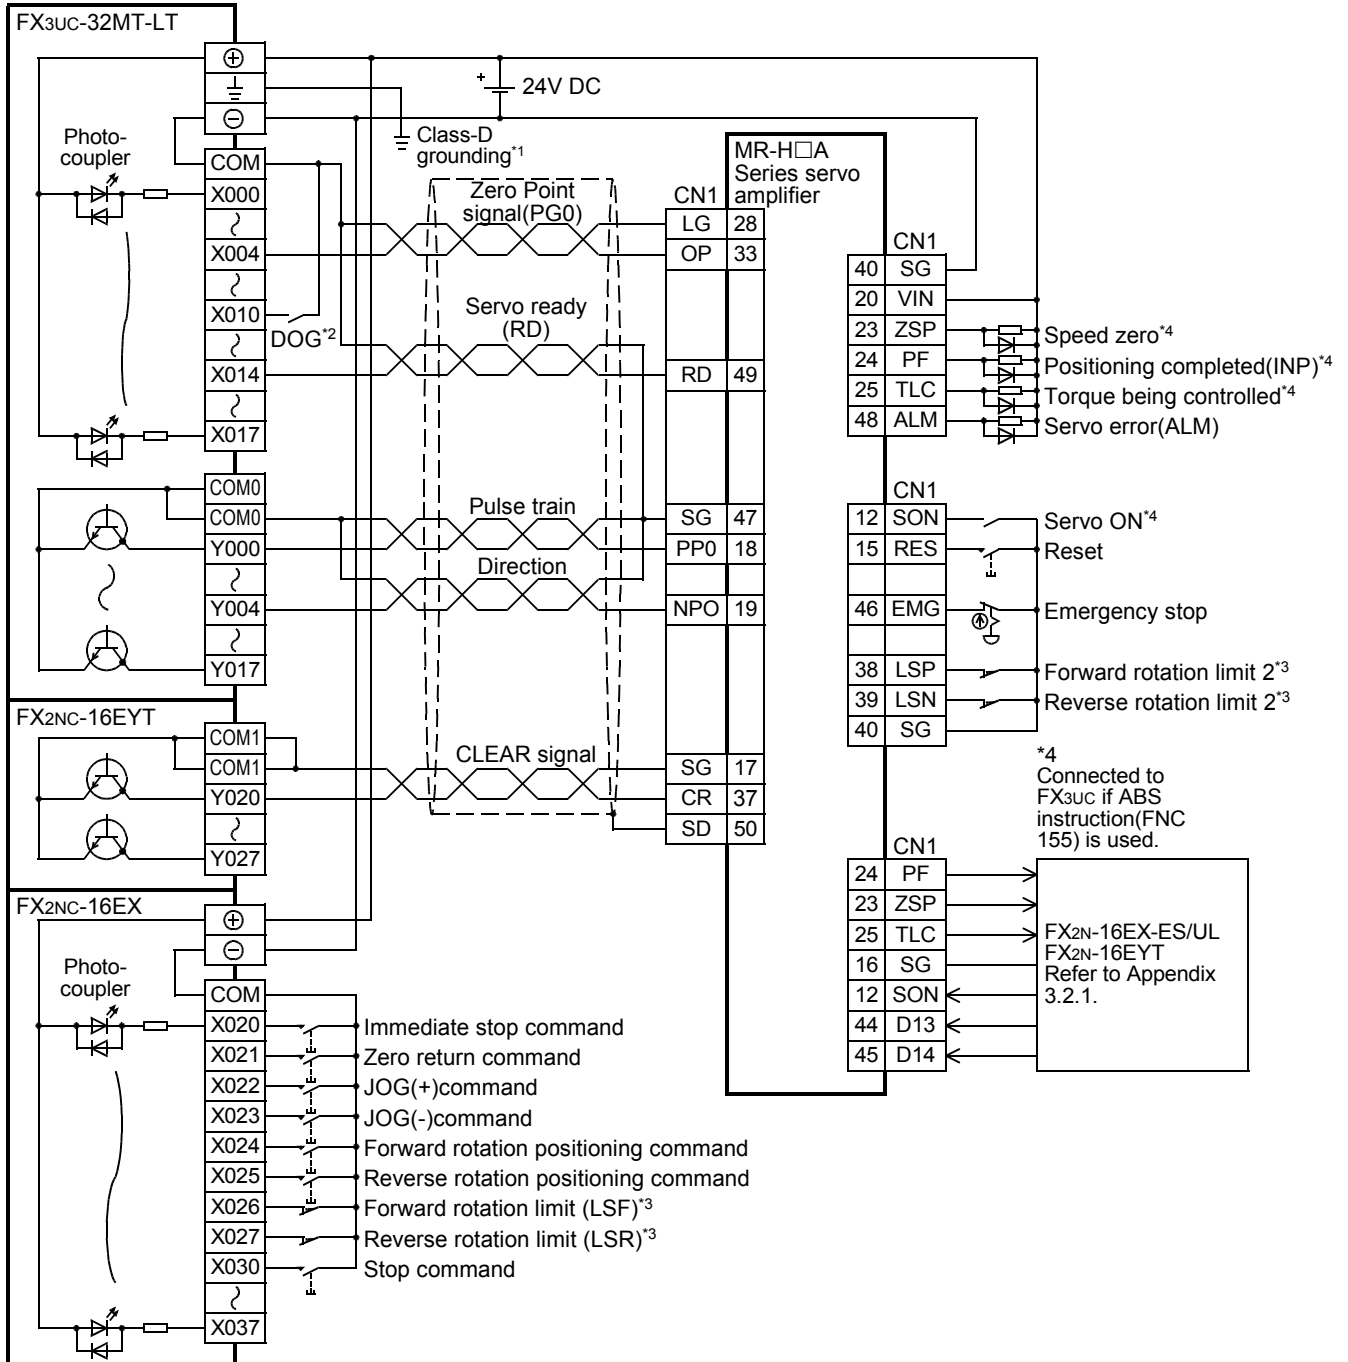 FX3UC-32MT-LT
⊕
⊖
+
24V DC
Class-D
grounding*1
Photo-
coupler
COM
X000
X004
X010
DOG*2
X014
X017
COM0
COM0
Y000
Y004
Y017
Zero Point
signal(PG0)
Servo ready
(RD)
Pulse train
Direction
CLEAR signal
FX2NC-16EYT
COM1
COM1
Y020
Y027
FX2NC-16EX
⊕
⊖
Photo-
coupler
COM
X020 Immediate stop command
X021 Zero return command
X022 JOG(+)command
X023 JOG(-)command
X024 Forward rotation positioning command
X025 Reverse rotation positioning command
X026 Forward rotation limit (LSF)*3
X027 Reverse rotation limit (LSR)*3
X030 Stop command
X037
MR-H□A
Series servo
amplifier
CN1
LG 28
OP 33
RD 49
SG 47
PP0 18
NPO 19
SG 17
CR 37
SD 50
CN1
40 SG
20 VIN
23 ZSP Speed zero*4
24 PF Positioning completed(INP)*4
25 TLC Torque being controlled*4
48 ALM Servo error(ALM)
CN1
12 SON Servo ON*4
15 RES Reset
46 EMG Emergency stop
38 LSP Forward rotation limit 2*3
39 LSN Reverse rotation limit 2*3
40 SG
*4
Connected to
FX3UC if ABS
instruction(FNC
155) is used.
CN1
24 PF
23 ZSP
25 TLC
16 SG
12 SON
44 D13
45 D14
FX2N-16EX-ES/UL
FX2N-16EYT
Refer to Appendix
3.2.1.